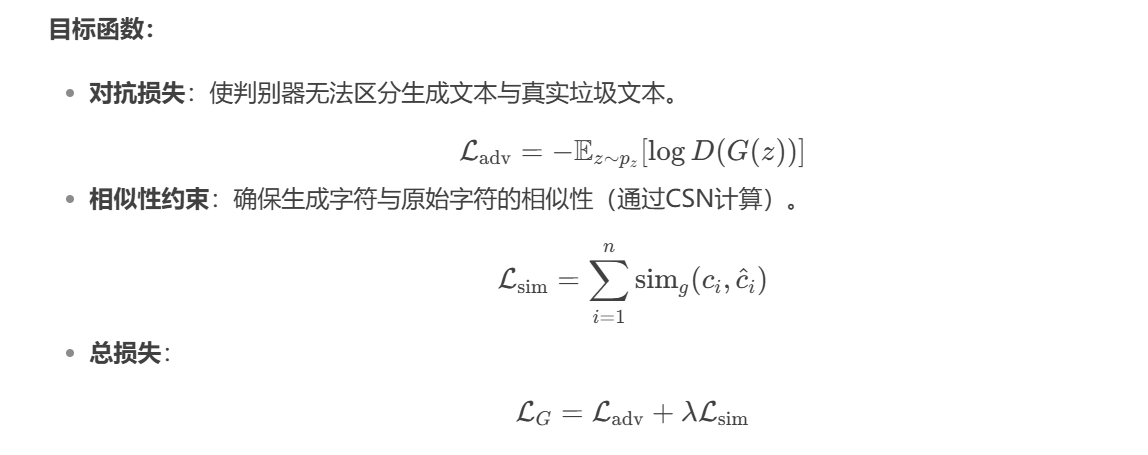 目标函数：
• 对抗损失：使判别器无法区分生成文本与真实垃圾文本。
$\mathcal{L}_{\text{adv}} = -\mathbb{E}_{z \sim p_z}[\log D(G(z))]$
• 相似性约束：确保生成字符与原始字符的相似性（通过CSN计算）。
$\mathcal{L}_{\text{sim}} = \sum_{i=1}^{n} \text{sim}_g(c_i, \hat{c}_i)$
• 总损失：
$\mathcal{L}_G = \mathcal{L}_{\text{adv}} + \lambda \mathcal{L}_{\text{sim}}$